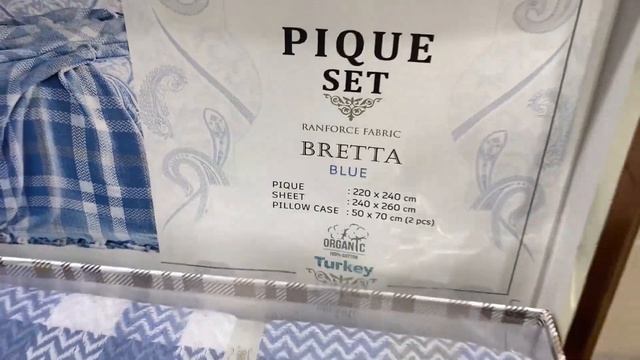 PIQUE
SET
RANFORCE FABRIC
BRETTA
BLUE
PIQUE : 220 x 240 cm
SHEET : 240 x 260 cm
PILLOW CASE : 50 x 70 cm (2 pcs)
ORGANIC
100% COTTON
Turkey